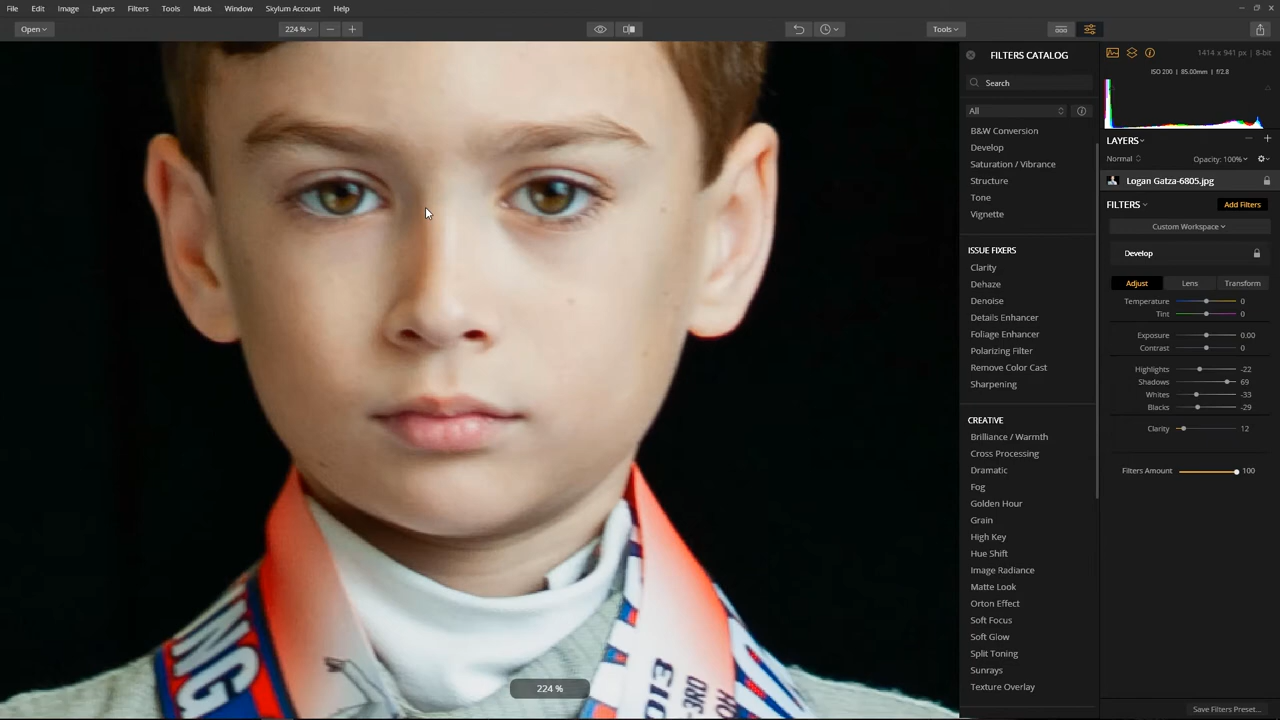 File Edit Image Layers Filters Tools Mask Window Skylum Account Help
Open 224 % Tools
FILTERS CATALOG
Search
All
B&W Conversion
Develop
Saturation / Vibrance
Structure
Tone
Vignette
ISSUE FIXERS
Clarity
Dehaze
Denoise
Details Enhancer
Foliage Enhancer
Polarizing Filter
Remove Color Cast
Sharpening
CREATIVE
Brilliance / Warmth
Cross Processing
Dramatic
Fog
Golden Hour
Grain
High Key
Hue Shift
Image Radiance
Matte Look
Orton Effect
Soft Focus
Soft Glow
Split Toning
Sunrays
Texture Overlay
1414 x 941 px | 8-bit
ISO 200 | 85.00mm | f/2.8
LAYERS
Normal Opacity: 100%
Logan Gatza-6805.jpg
FILTERS Add Filters
Custom Workspace
Develop
Adjust Lens Transform
Temperature 0
Tint 0
Exposure 0.00
Contrast 0
Highlights -22
Shadows 69
Whites -33
Blacks -29
Clarity 12
Filters Amount 100
Save Filters Preset...
224 %
NG
2013
3RD